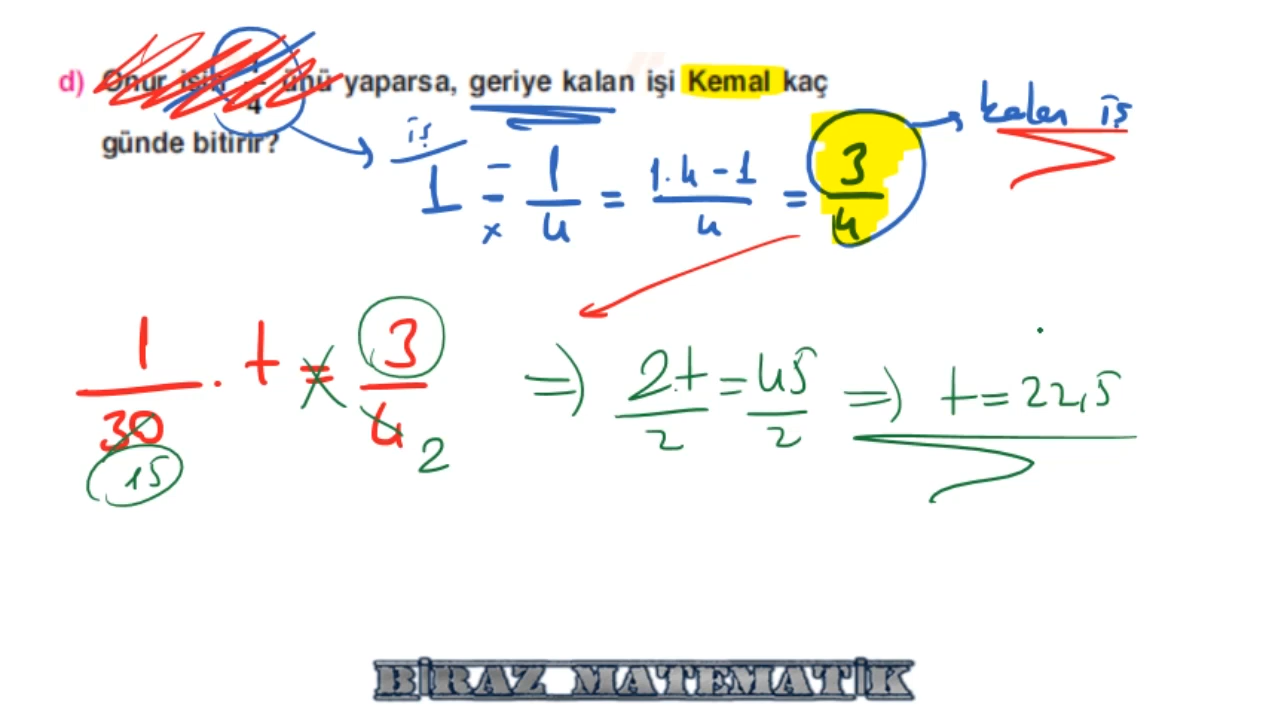 d) Onur işin 1/4 ünü yaparsa, geriye kalan işi Kemal kaç
günde bitirir?
kalan iş
iş
1 - 1/4 = 1.4 - 1/4 = 3/4
x
1/30 . t = 3/4
15
2
=> 2.t/2 = 45/2 => t = 22,5
BİRAZ MATEMATİK